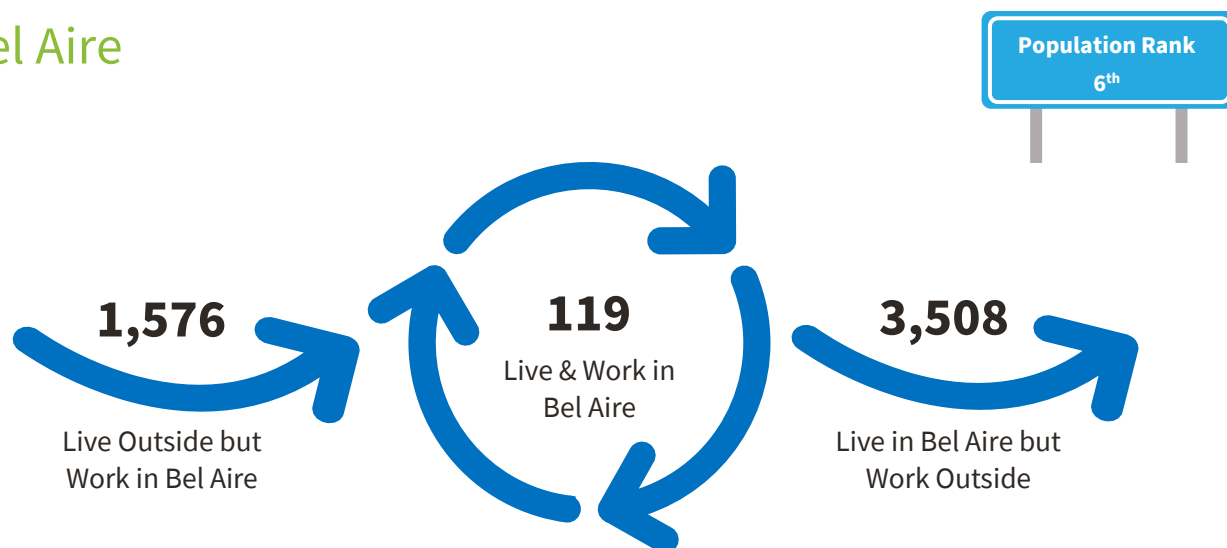 el Aire
Population Rank
6th
1,576
Live Outside but
Work in Bel Aire
119
Live & Work in
Bel Aire
3,508
Live in Bel Aire but
Work Outside